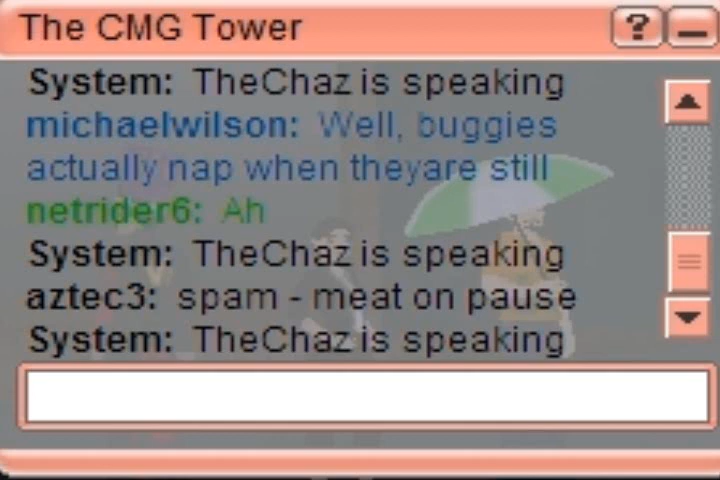 The CMG Tower
?
System: TheChaz is speaking
michaelwilson: Well, buggies
actually nap when theyare still
netrider6: Ah
System: TheChaz is speaking
aztec3: spam - meat on pause
System: TheChaz is speaking